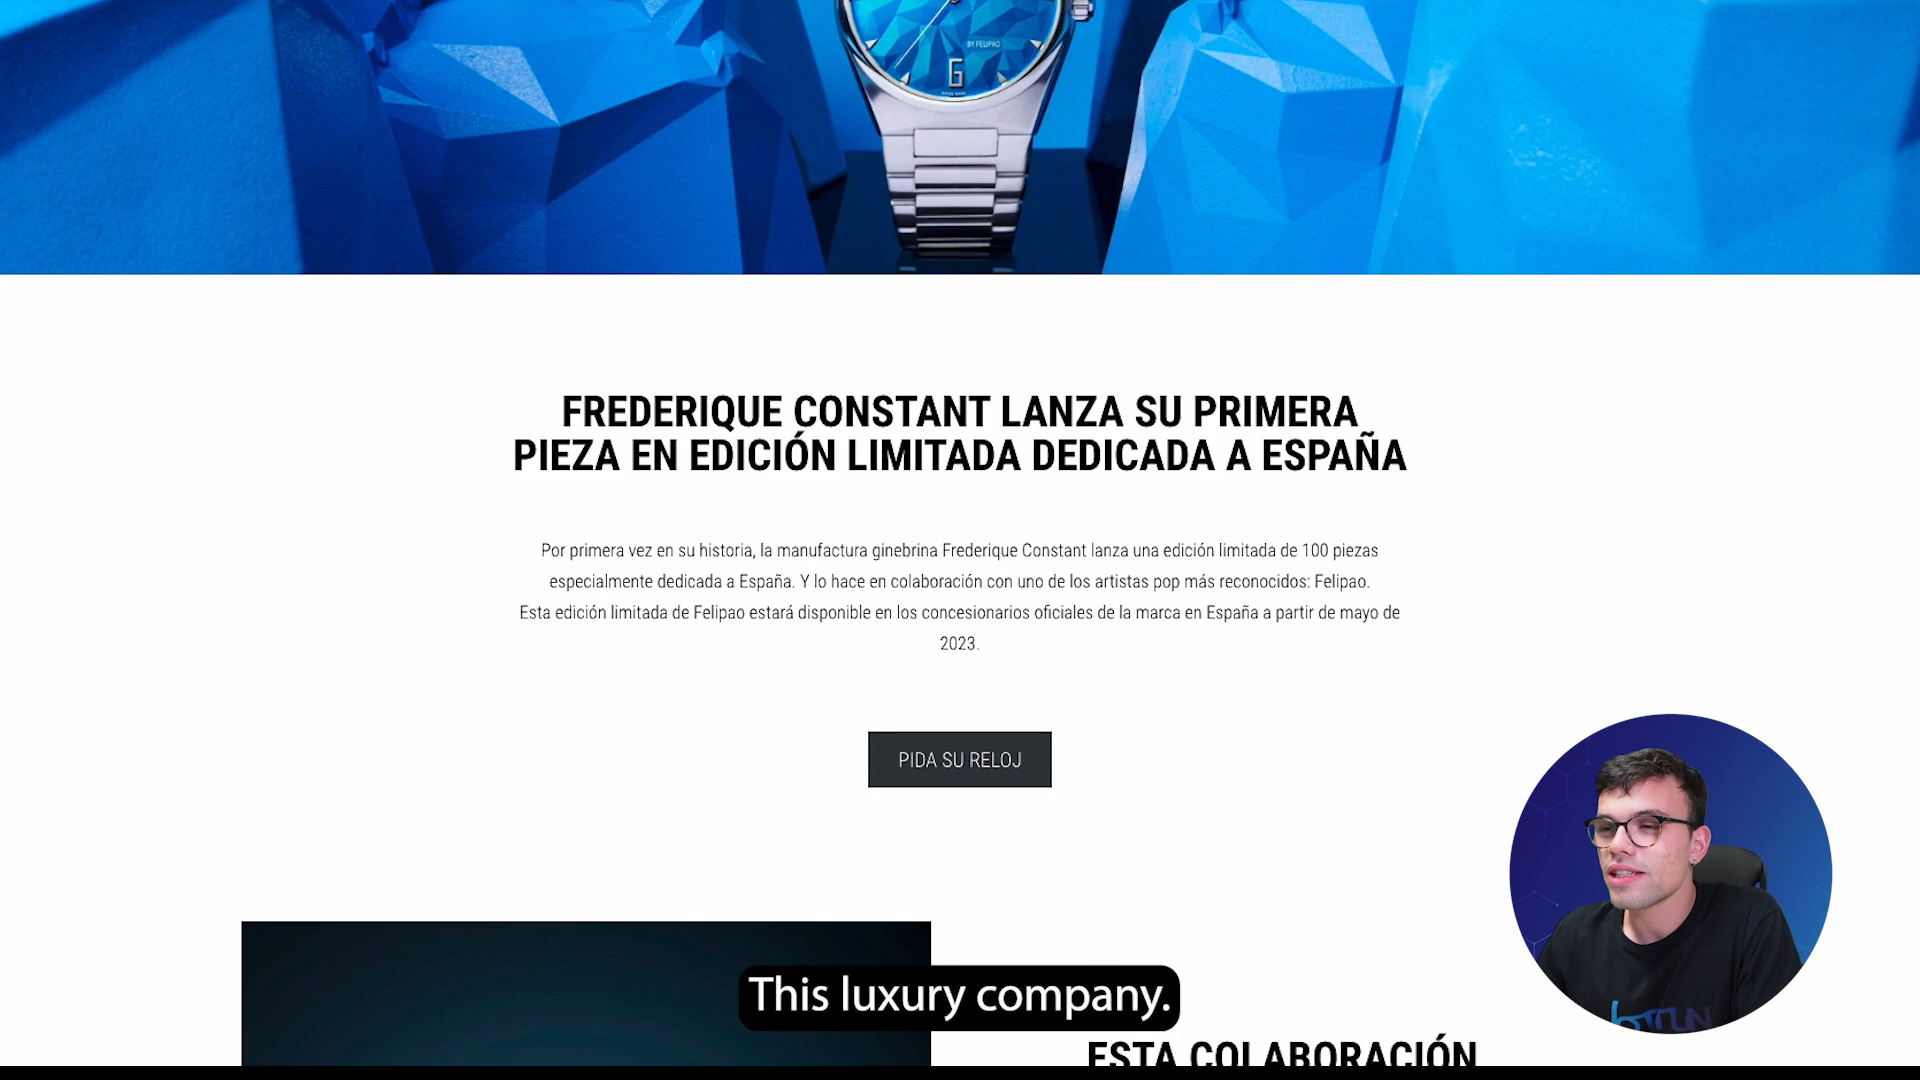 BY FELIPAO
6
FREDERIQUE CONSTANT LANZA SU PRIMERA
PIEZA EN EDICIÓN LIMITADA DEDICADA A ESPAÑA
Por primera vez en su historia, la manufactura ginebrina Frederique Constant lanza una edición limitada de 100 piezas
especialmente dedicada a España. Y lo hace en colaboración con uno de los artistas pop más reconocidos: Felipao.
Esta edición limitada de Felipao estará disponible en los concesionarios oficiales de la marca en España a partir de mayo de
2023.
PIDA SU RELOJ
This luxury company.
ESTA COLABORACIÓN